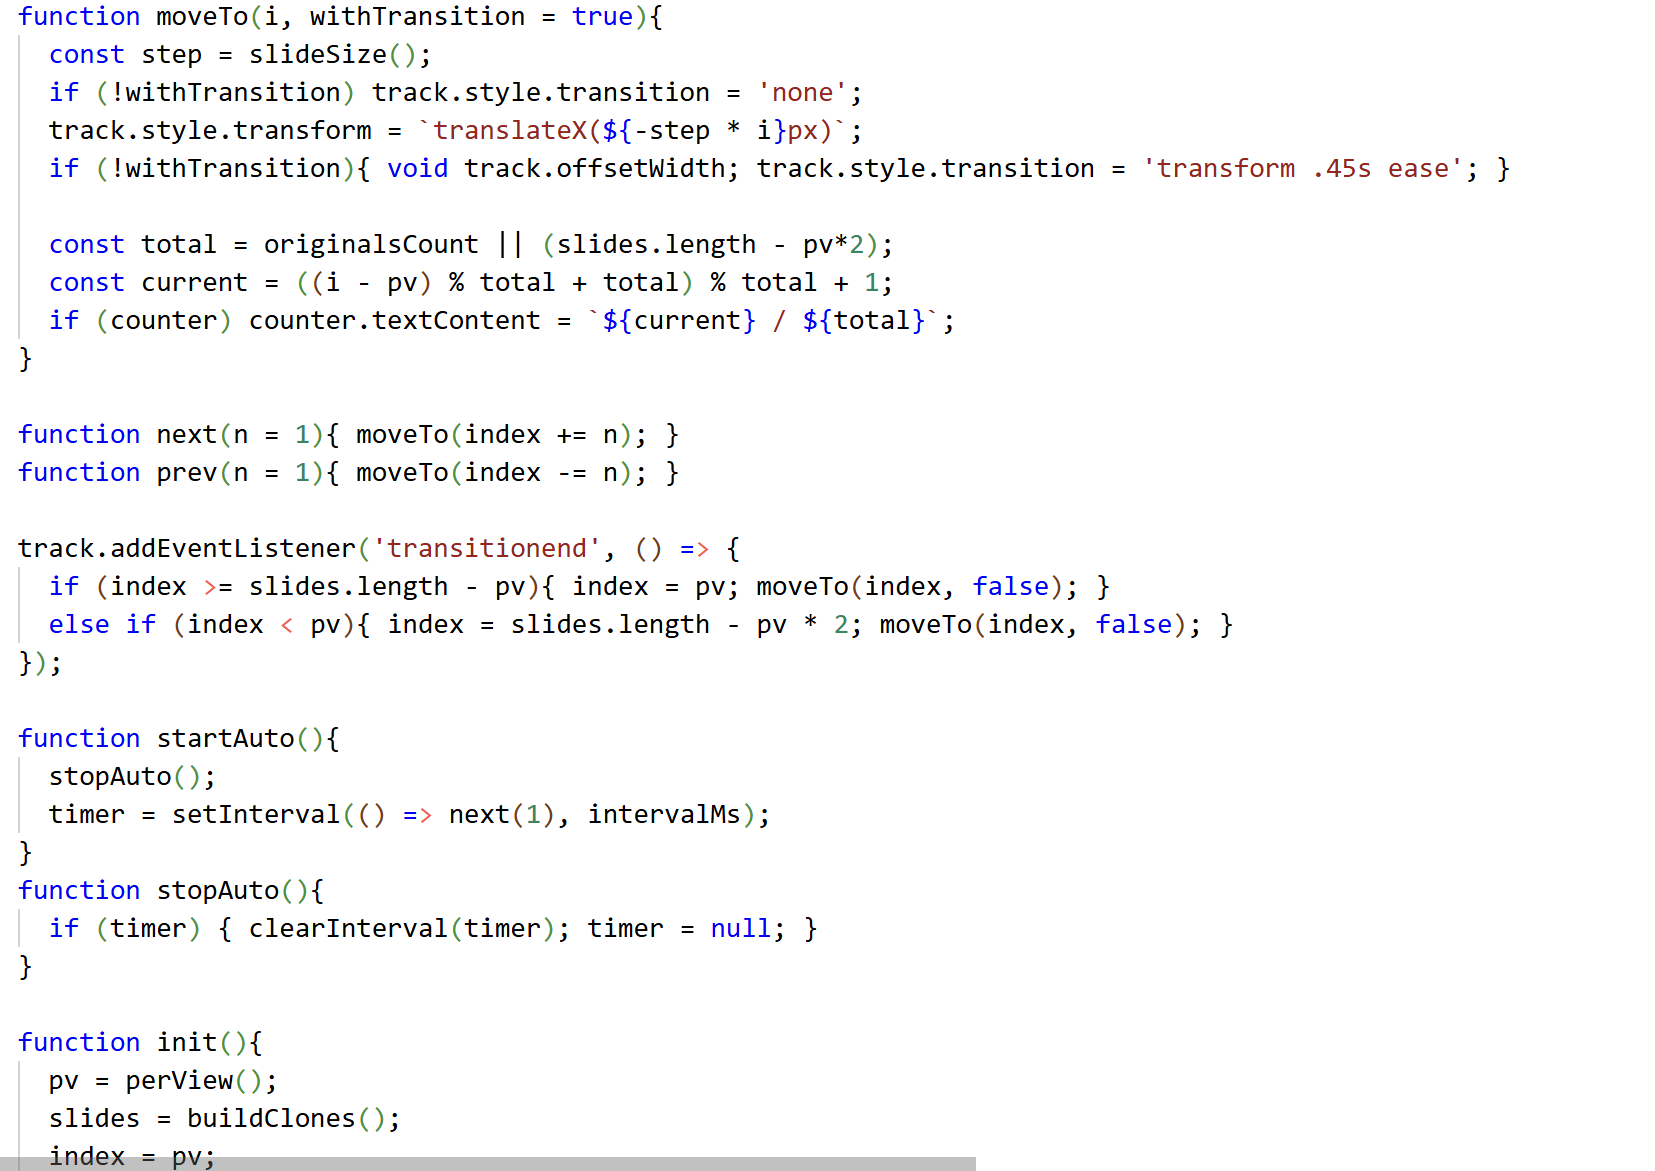 function moveTo(i, withTransition = true){
  const step = slideSize();
  if (!withTransition) track.style.transition = 'none';
  track.style.transform = `translateX(${-step * i}px)`;
  if (!withTransition){ void track.offsetWidth; track.style.transition = 'transform .45s ease'; }

  const total = originalsCount || (slides.length - pv*2);
  const current = ((i - pv) % total + total) % total + 1;
  if (counter) counter.textContent = `${current} / ${total}`;
}

function next(n = 1){ moveTo(index += n); }
function prev(n = 1){ moveTo(index -= n); }

track.addEventListener('transitionend', () => {
  if (index >= slides.length - pv){ index = pv; moveTo(index, false); }
  else if (index < pv){ index = slides.length - pv * 2; moveTo(index, false); }
});

function startAuto(){
  stopAuto();
  timer = setInterval(() => next(1), intervalMs);
}
function stopAuto(){
  if (timer) { clearInterval(timer); timer = null; }
}

function init(){
  pv = perView();
  slides = buildClones();
  index = pv;